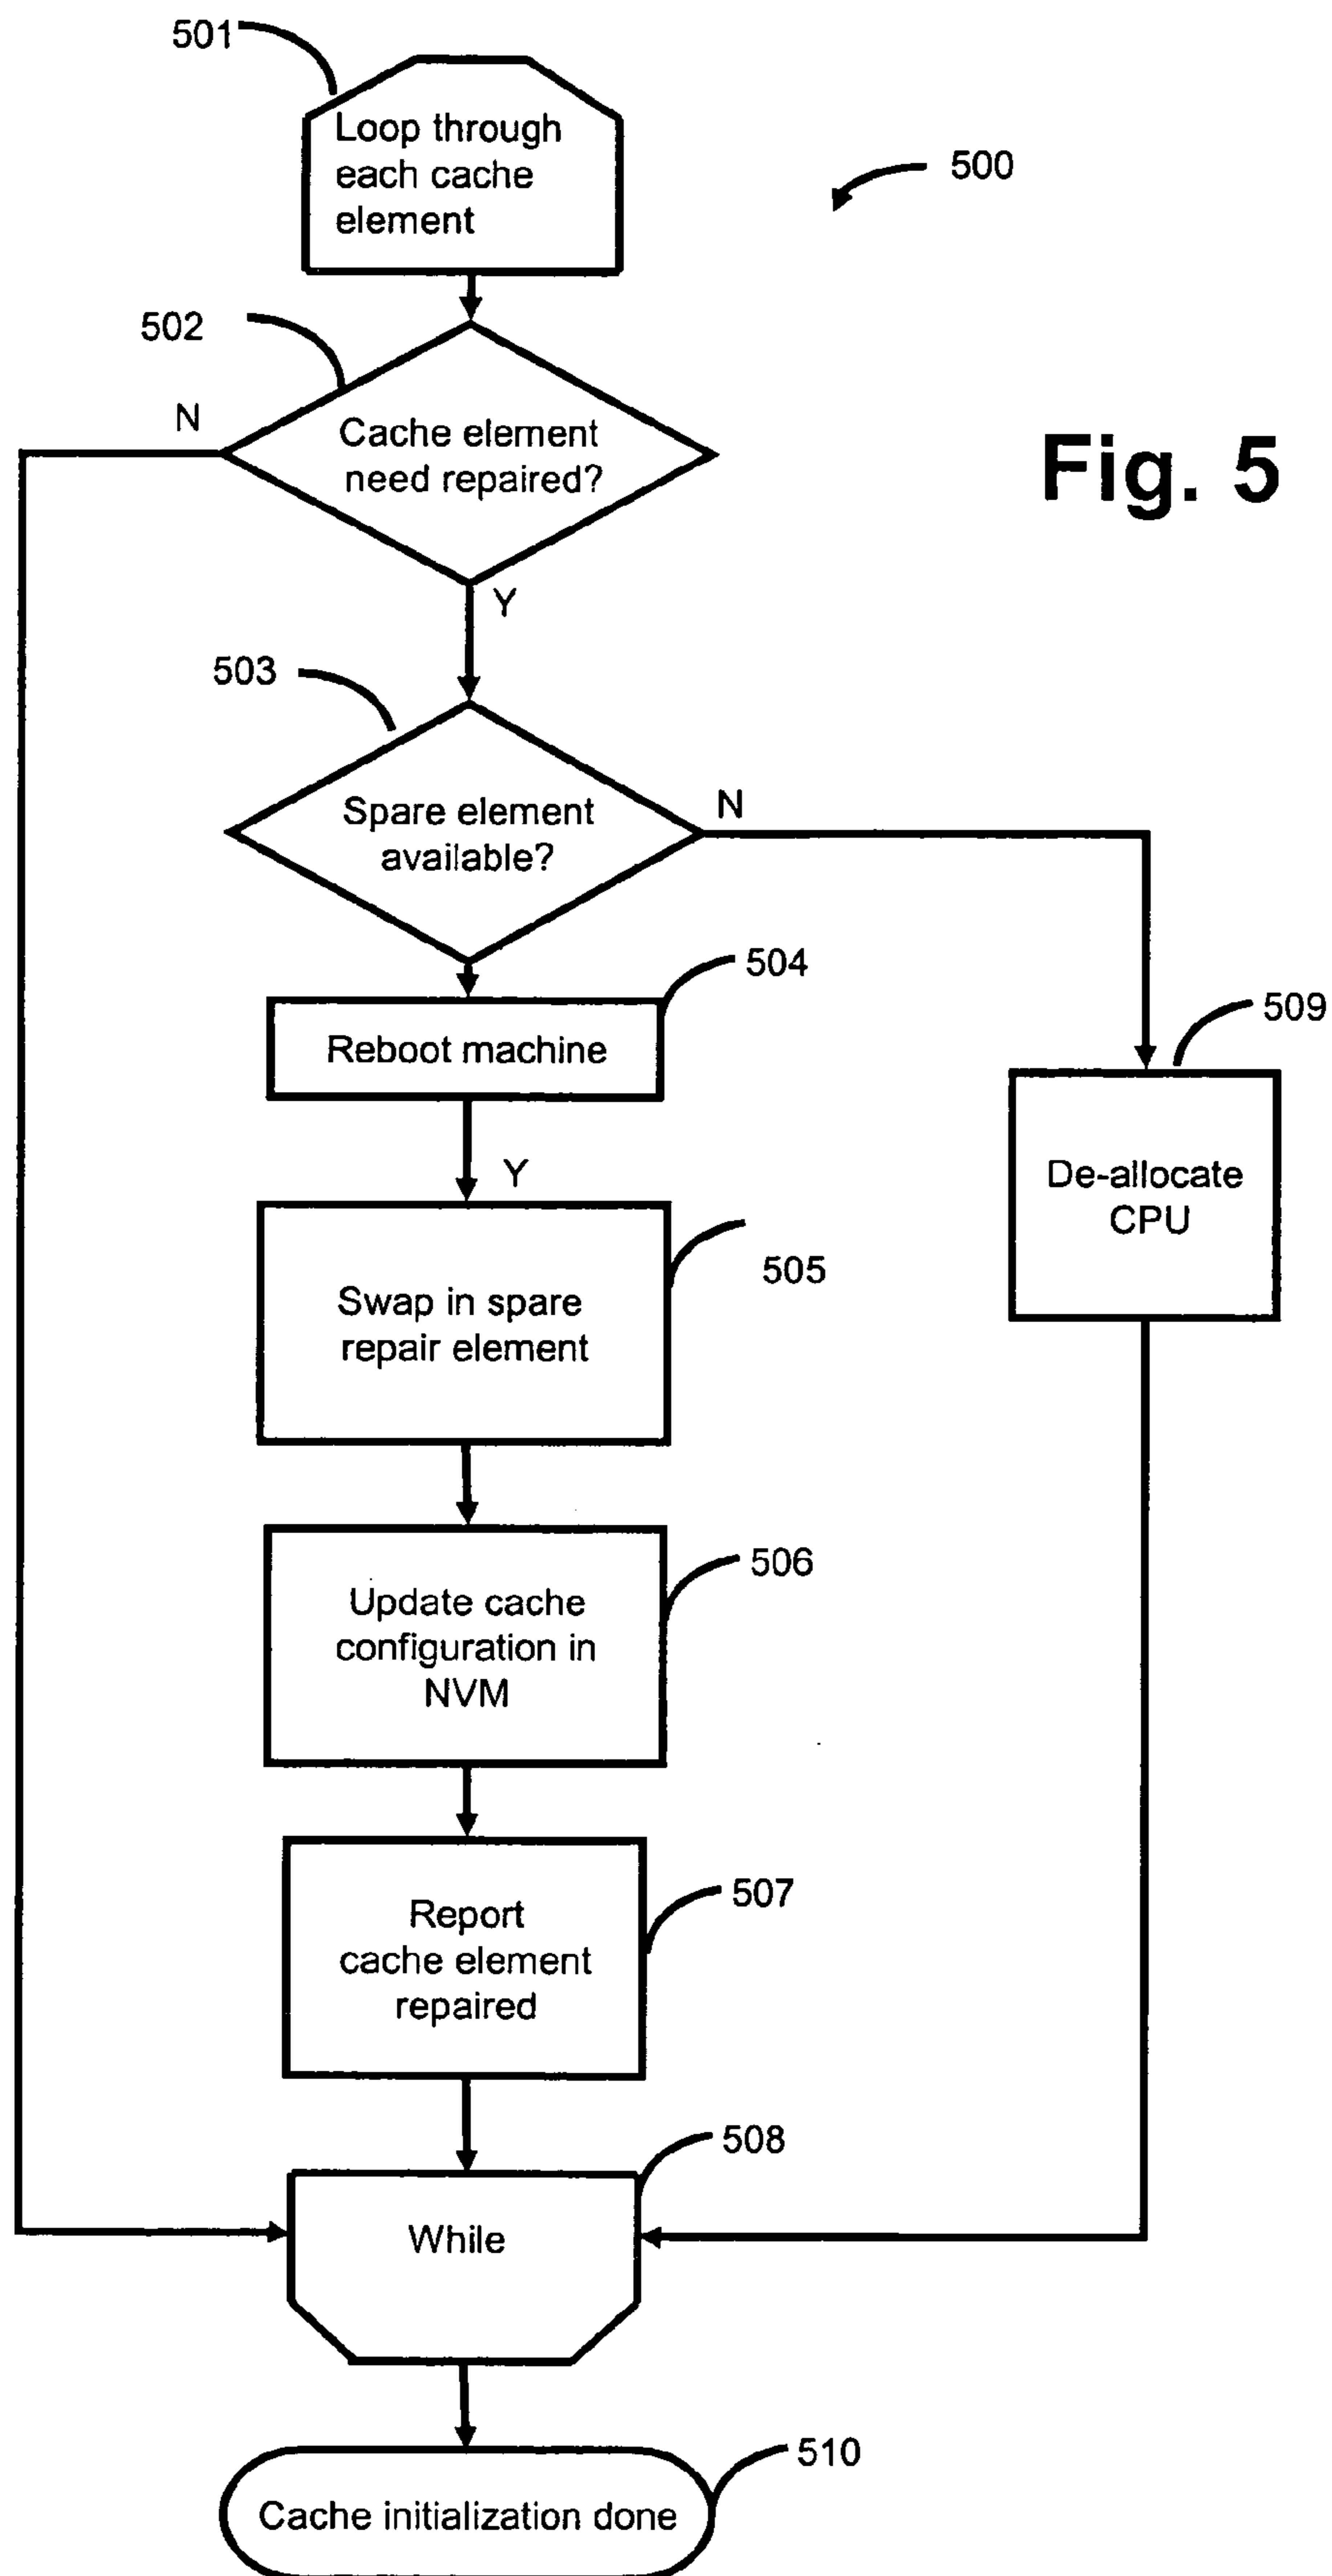 501
Loop through
each cache
element
500
502
N
Cache element
need repaired?
Fig. 5
Y
503
Spare element
available?
N
504
Reboot machine
509
De-allocate
CPU
Y
505
Swap in spare
repair element
506
Update cache
configuration in
NVM
507
Report
cache element
repaired
508
While
510
Cache initialization done